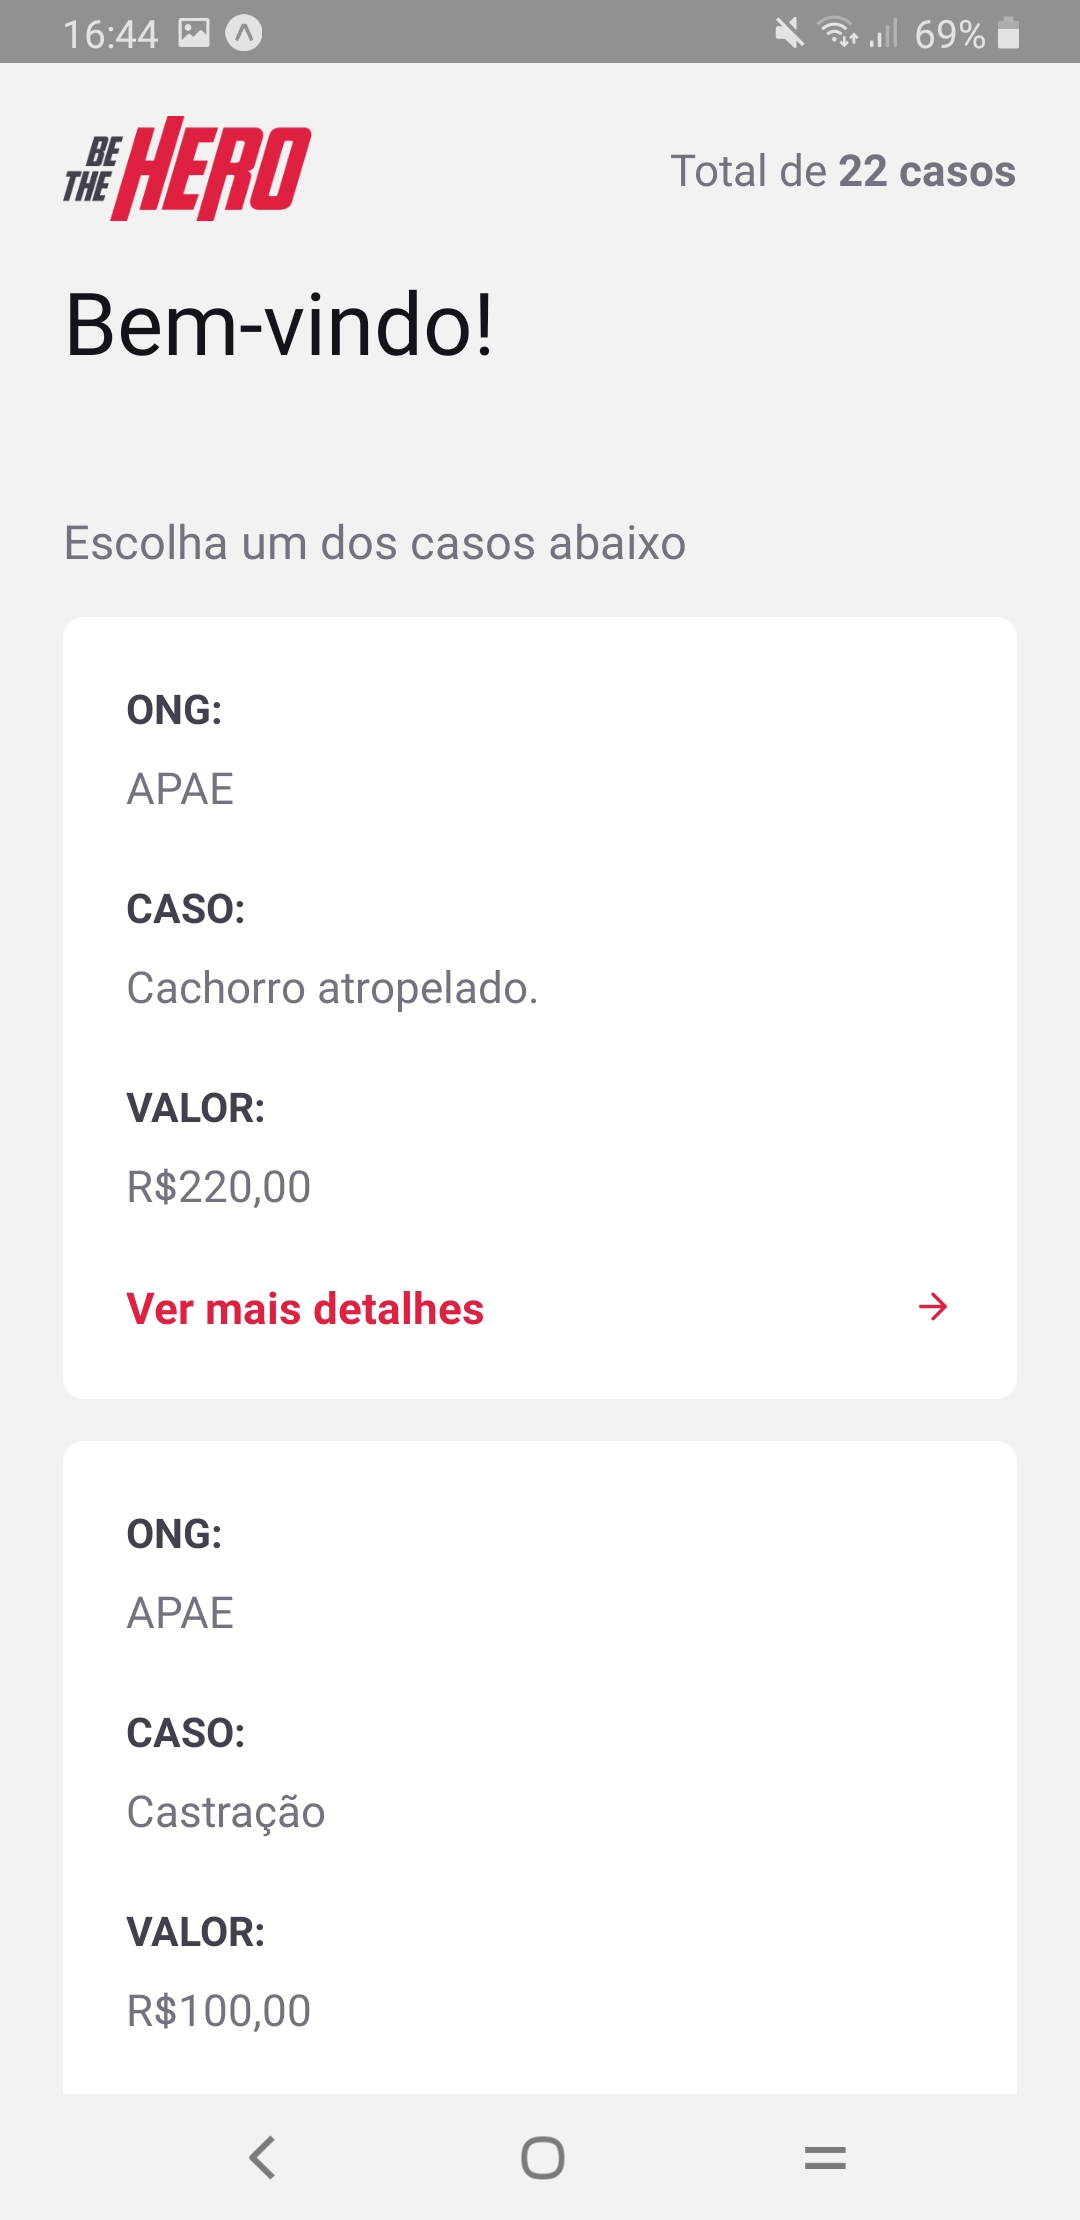 16:44 69%
BE THE HERO
Total de 22 casos
Bem-vindo!
Escolha um dos casos abaixo
ONG:
APAE
CASO:
Cachorro atropelado.
VALOR:
R$220,00
Ver mais detalhes
ONG:
APAE
CASO:
Castração
VALOR:
R$100,00